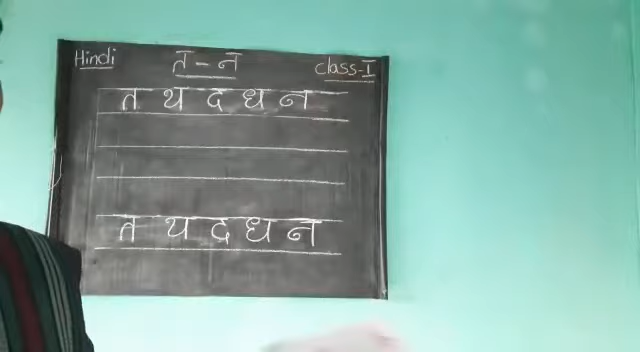 Hindi त - न class-I
त थ द ध न
त थ द ध न